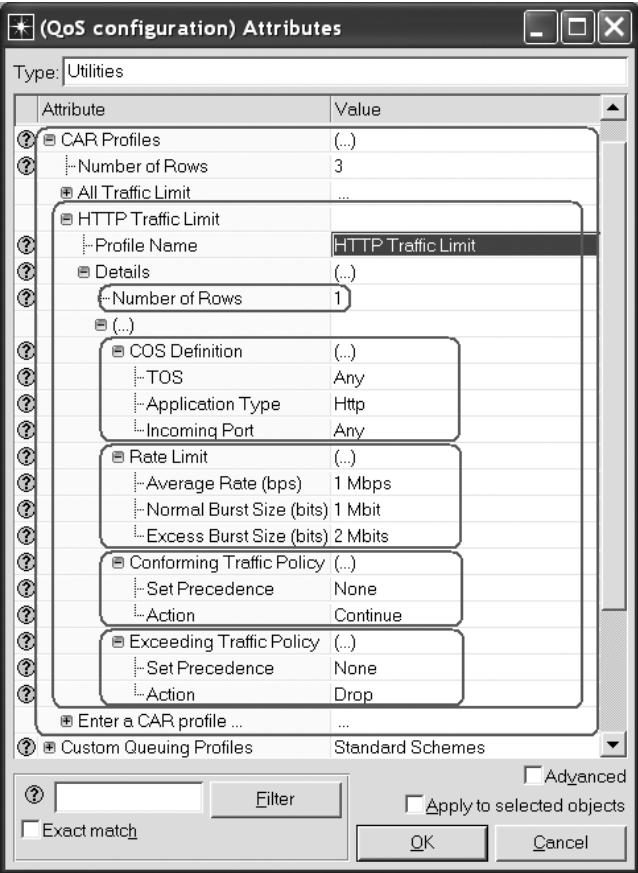 (QoS configuration) Attributes
Type: Utilities
Attribute Value
CAR Profiles (...)
Number of Rows 3
All Traffic Limit ...
HTTP Traffic Limit
Profile Name HTTP Traffic Limit
Details (...)
Number of Rows 1
(...)
COS Definition (...)
TOS Any
Application Type Http
Incoming Port Any
Rate Limit (...)
Average Rate (bps) 1 Mbps
Normal Burst Size (bits) 1 Mbit
Excess Burst Size (bits) 2 Mbits
Conforming Traffic Policy (...)
Set Precedence None
Action Continue
Exceeding Traffic Policy (...)
Set Precedence None
Action Drop
Enter a CAR profile ... ...
Custom Queuing Profiles Standard Schemes
Advanced
Filter
Apply to selected objects
Exact match
OK Cancel